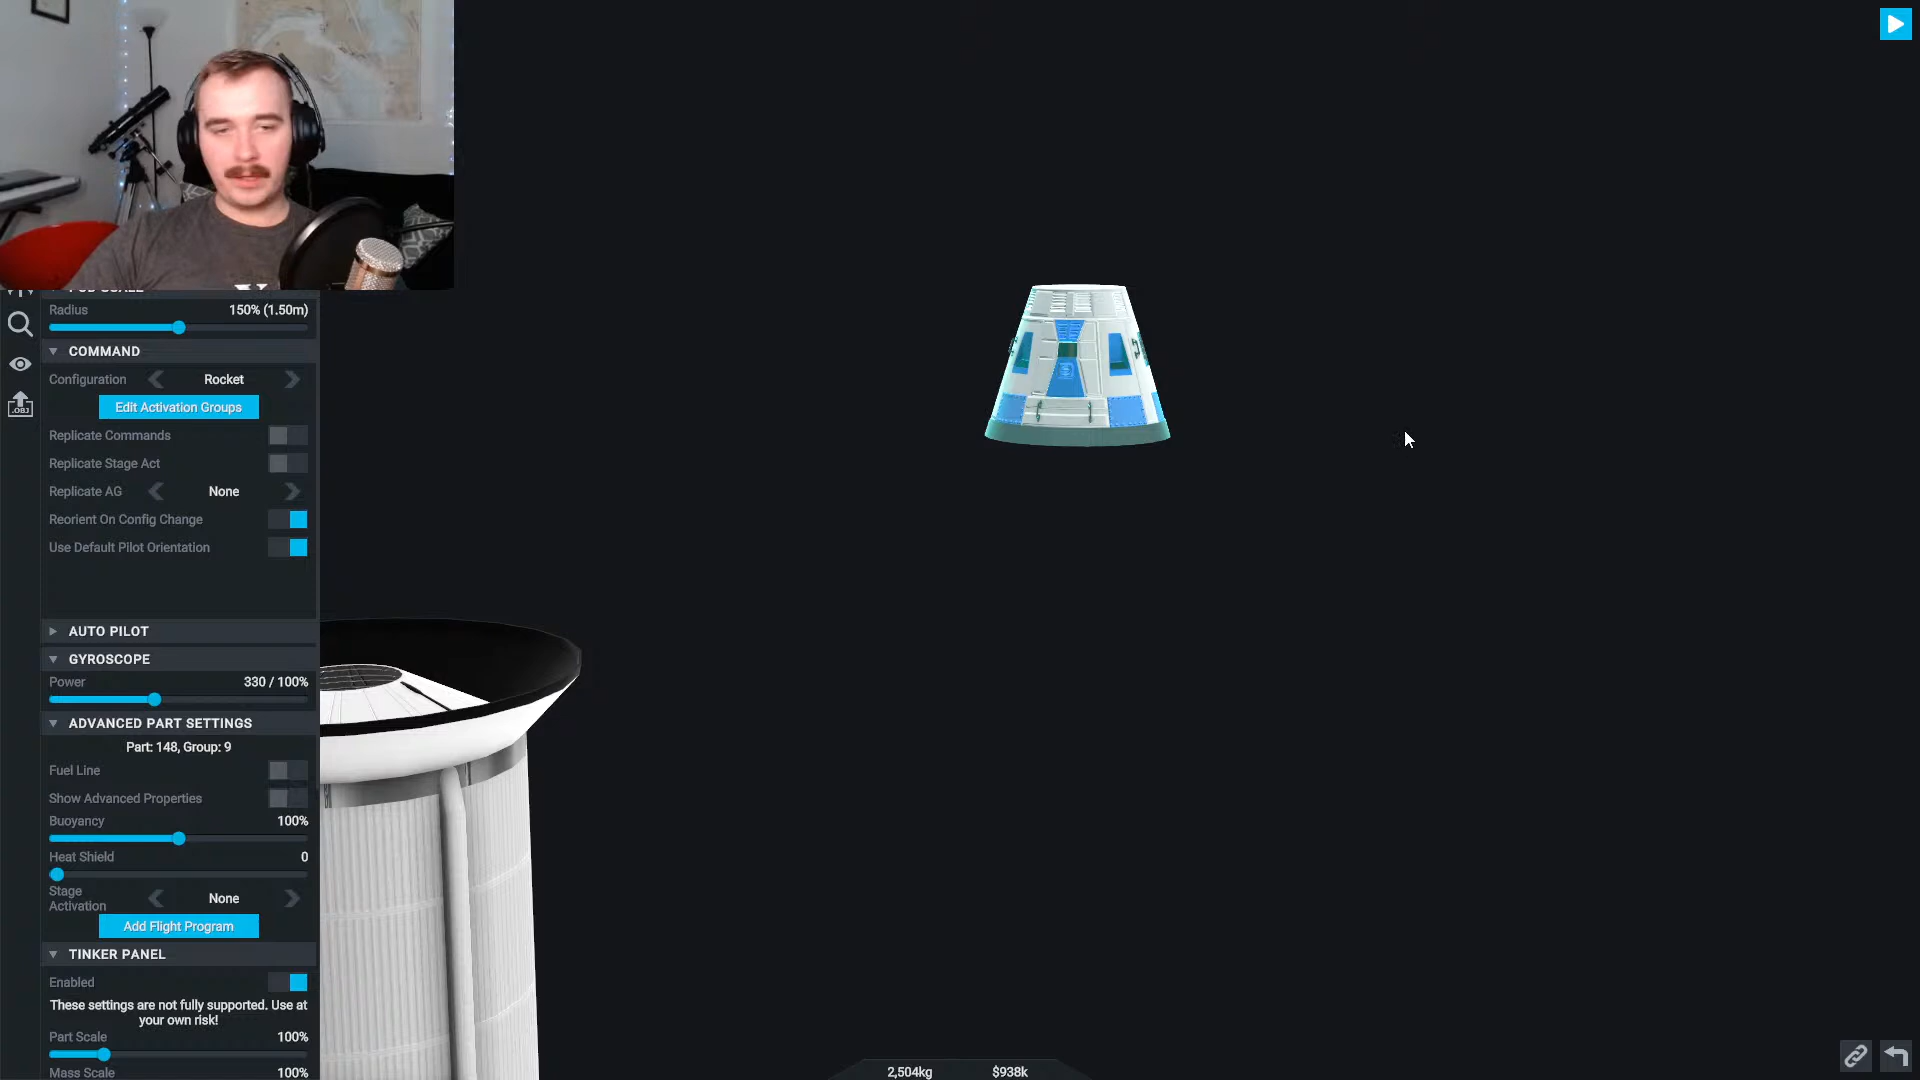 Radius 150% (1.50m)
COMMAND
Configuration Rocket
Edit Activation Groups
Replicate Commands
Replicate Stage Act
Replicate AG None
Reorient On Config Change
Use Default Pilot Orientation
AUTO PILOT
GYROSCOPE
Power 330 / 100%
ADVANCED PART SETTINGS
Part: 148, Group: 9
Fuel Line
Show Advanced Properties
Buoyancy 100%
Heat Shield 0
Stage
Activation None
Add Flight Program
TINKER PANEL
Enabled
These settings are not fully supported. Use at
your own risk!
Part Scale 100%
Mass Scale 100%
2,504kg $938k
.OBJ